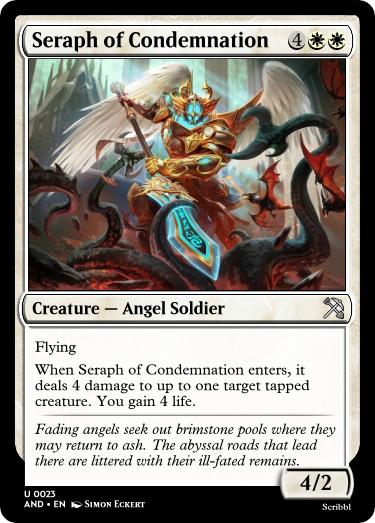 Seraph of Condemnation 4
Creature — Angel Soldier
Flying
When Seraph of Condemnation enters, it
deals 4 damage to up to one target tapped
creature. You gain 4 life.
Fading angels seek out brimstone pools where they
may return to ash. The abyssal roads that lead
there are littered with their ill-fated remains.
4/2
U 0023
AND • EN Simon Eckert
Scribbl